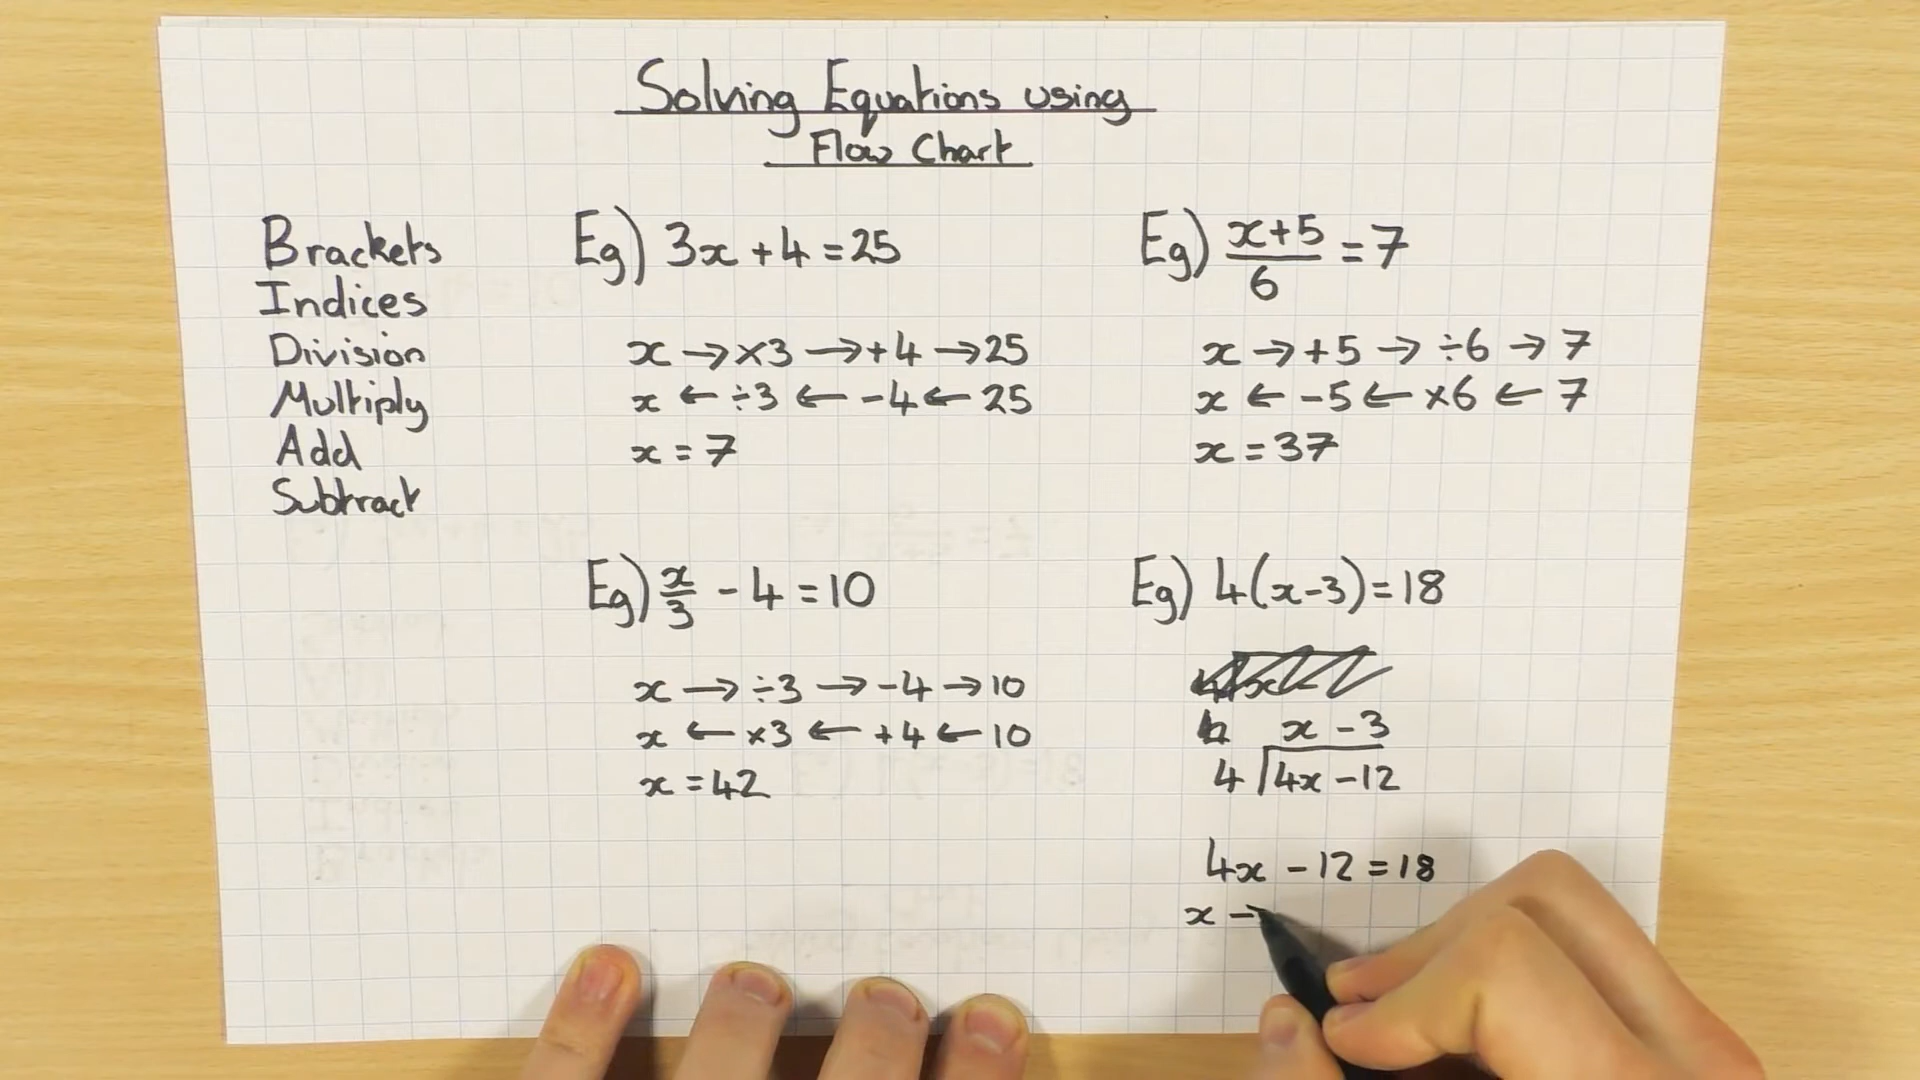 Solving Equations using
Flow Chart
Brackets
Indices
Division
Multiply
Add
Subtract
Eg) 3x + 4 = 25
x → ×3 → +4 → 25
x ← ÷3 ← -4 ← 25
x = 7
Eg) x+5/6 = 7
x → +5 → ÷6 → 7
x ← -5 ← ×6 ← 7
x = 37
Eg) x/3 - 4 = 10
x → ÷3 → -4 → 10
x ← ×3 ← +4 ← 10
x = 42
Eg) 4(x-3) = 18
x - 3
4 4x - 12
4x - 12 = 18
x →